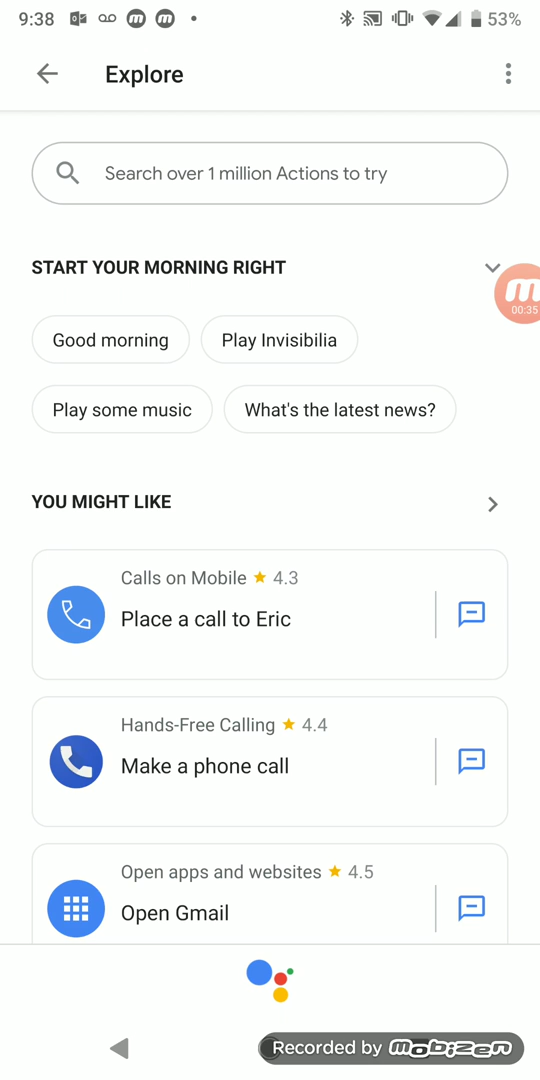 9:38
53%
Explore
Search over 1 million Actions to try
START YOUR MORNING RIGHT
00:35
Good morning
Play Invisibilia
Play some music
What's the latest news?
YOU MIGHT LIKE
Calls on Mobile ★ 4.3
Place a call to Eric
Hands-Free Calling ★ 4.4
Make a phone call
Open apps and websites ★ 4.5
Open Gmail
Recorded by mobizen